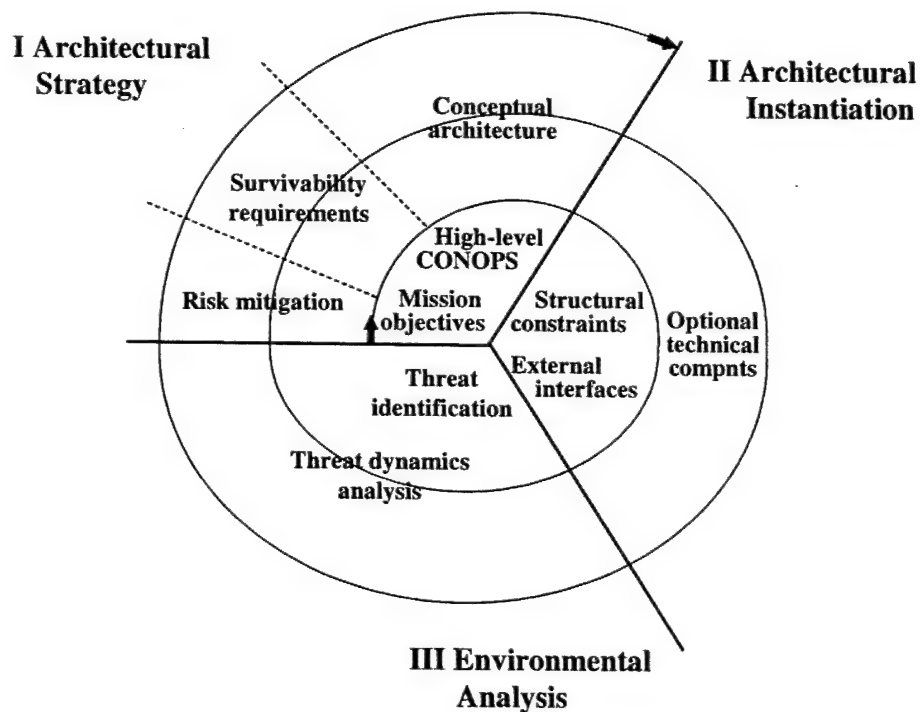 I Architectural
Strategy
II Architectural
Instantiation
Conceptual
architecture
Survivability
requirements
High-level
CONOPS
Risk mitigation
Mission
objectives
Structural
constraints
Optional
technical
compnts
External
interfaces
Threat
identification
Threat dynamics
analysis
III Environmental
Analysis